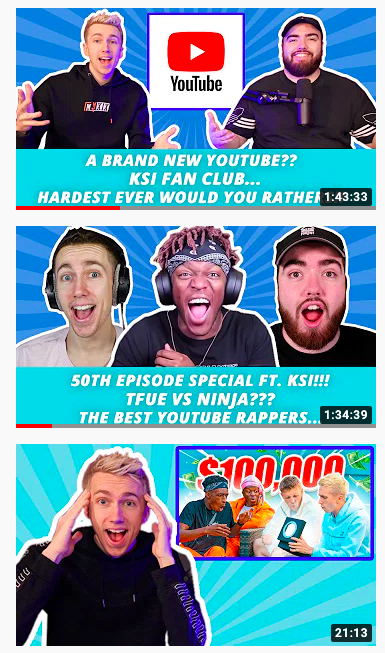 YouTube
A BRAND NEW YOUTUBE??
KSI FAN CLUB...
HARDEST EVER WOULD YOU RATHER
1:43:33
50TH EPISODE SPECIAL FT. KSI!!!
TFUE VS NINJA???
THE BEST YOUTUBE RAPPERS...
1:34:39
$100,000
21:13